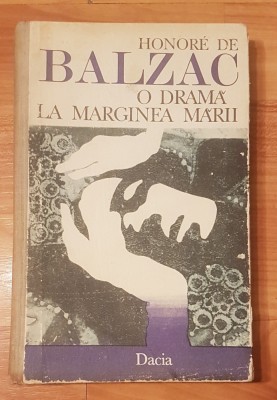 HONORÉ DE
BALZAC
O DRAMĂ
LA MARGINEA MĂRII
Dacia